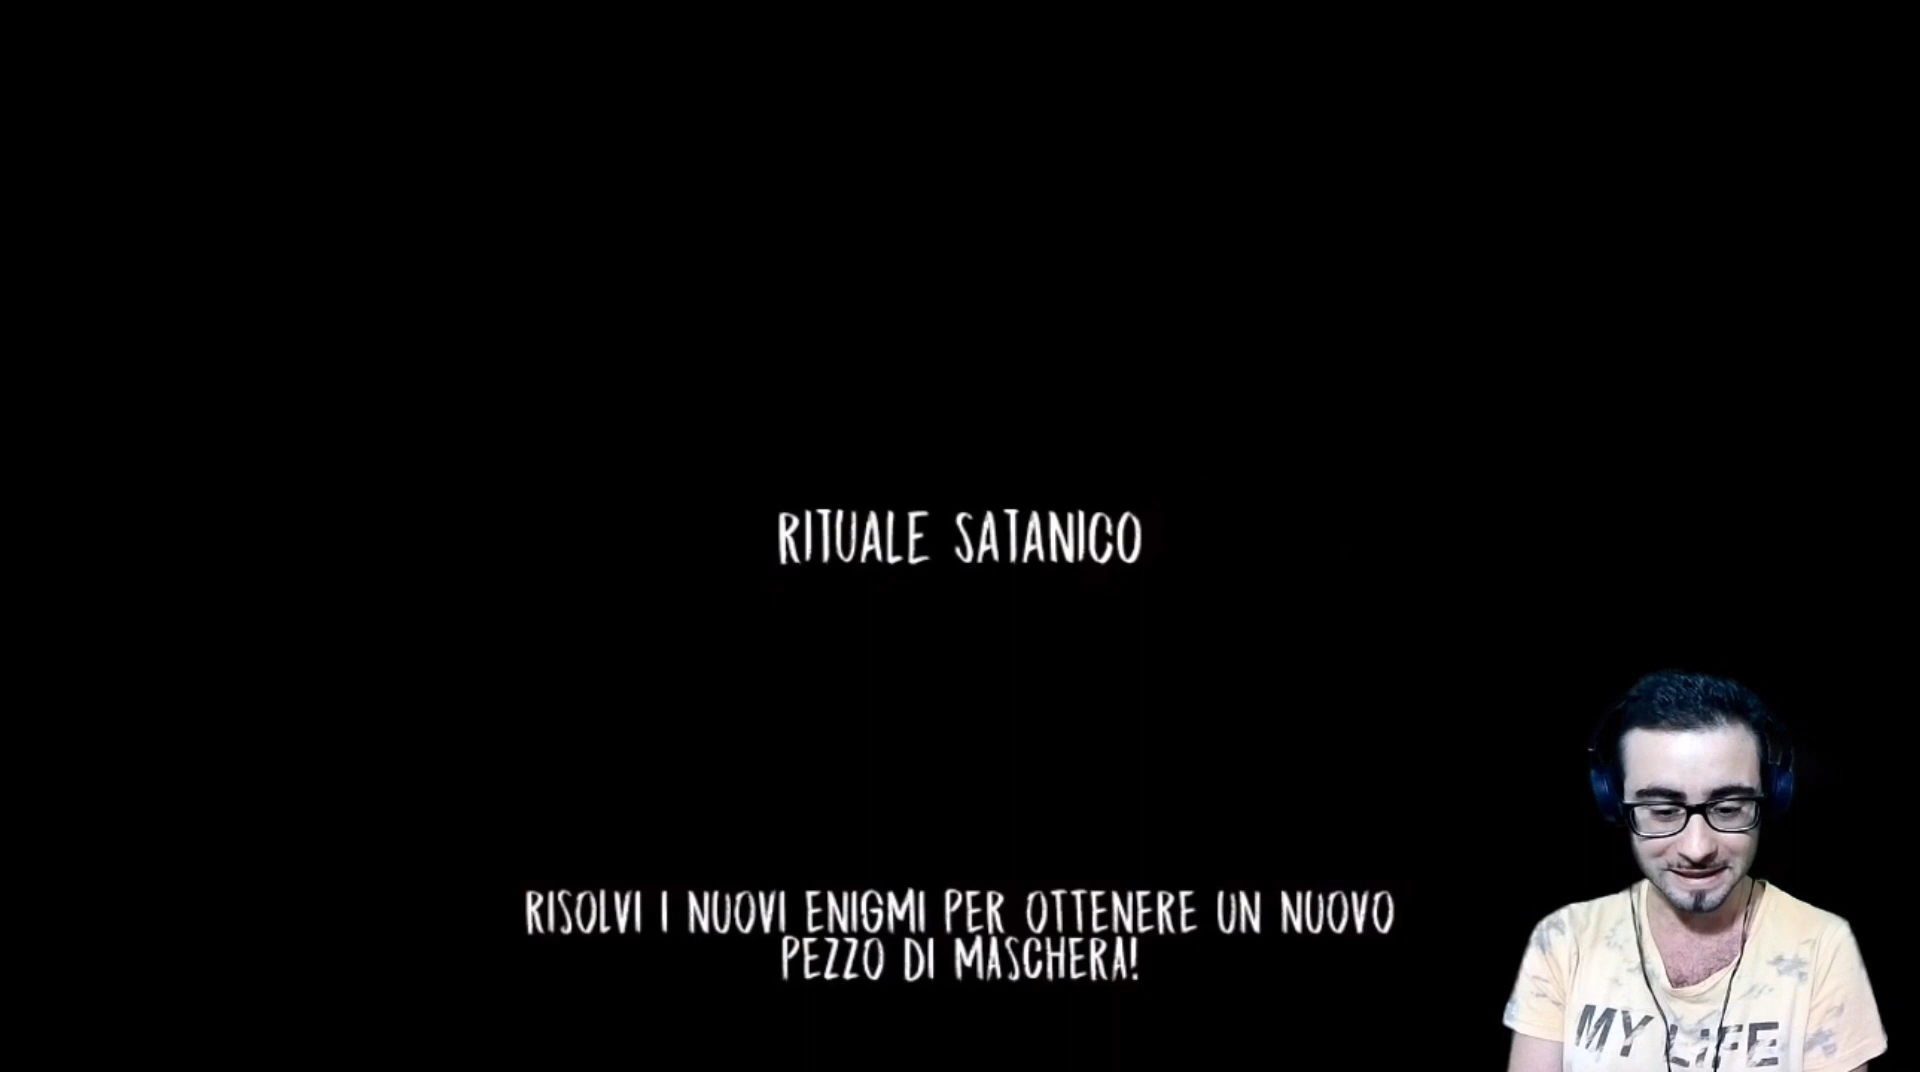 RITUALE SATANICO
RISOLVI I NUOVI ENIGMI PER OTTENERE UN NUOVO
PEZZO DI MASCHERA!
MY LIFE